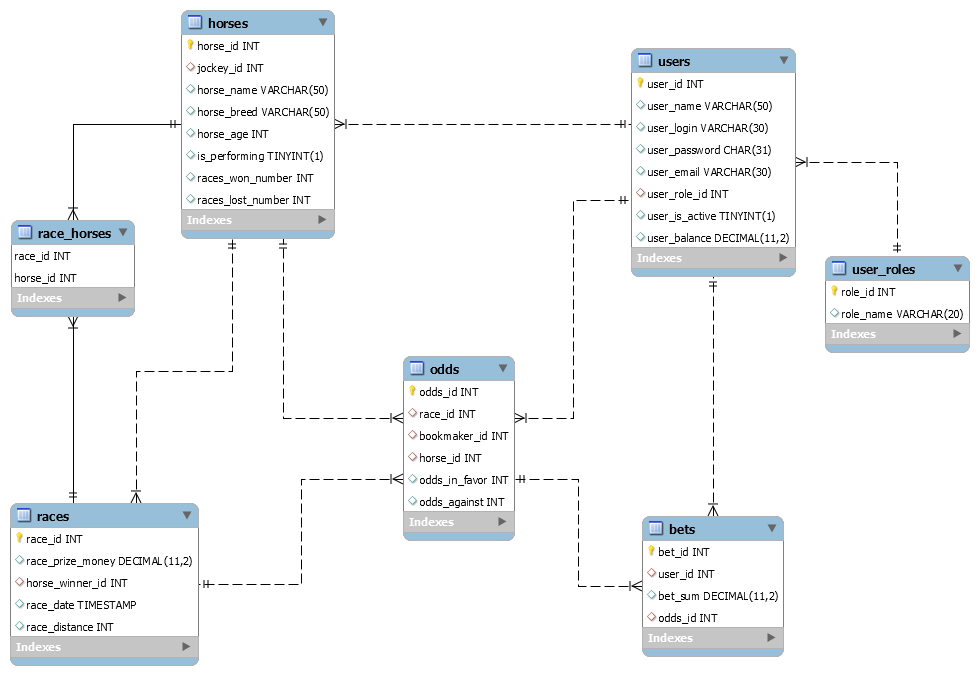 horses
horse_id INT
jockey_id INT
horse_name VARCHAR(50)
horse_breed VARCHAR(50)
horse_age INT
is_performing TINYINT(1)
races_won_number INT
races_lost_number INT
Indexes
users
user_id INT
user_name VARCHAR(50)
user_login VARCHAR(30)
user_password CHAR(31)
user_email VARCHAR(30)
user_role_id INT
user_is_active TINYINT(1)
user_balance DECIMAL(11,2)
Indexes
race_horses
race_id INT
horse_id INT
Indexes
user_roles
role_id INT
role_name VARCHAR(20)
Indexes
odds
odds_id INT
race_id INT
bookmaker_id INT
horse_id INT
odds_in_favor INT
odds_against INT
Indexes
races
race_id INT
race_prize_money DECIMAL(11,2)
horse_winner_id INT
race_date TIMESTAMP
race_distance INT
Indexes
bets
bet_id INT
user_id INT
bet_sum DECIMAL(11,2)
odds_id INT
Indexes